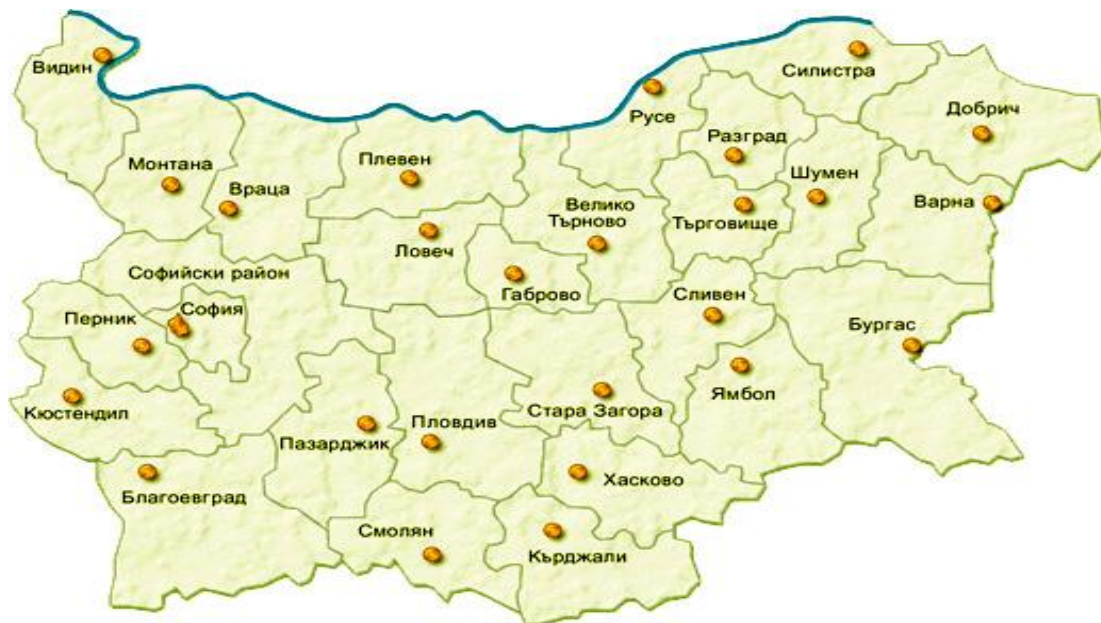 Видин
Силистра
Русе
Добрич
Разград
Плевен
Монтана
Шумен
Враца
Велико
Търново
Варна
Търговище
Ловеч
Софийски район
Габрово
Сливен
София
Перник
Бургас
Ямбол
Кюстендил
Стара Загора
Пловдив
Пазарджик
Хасково
Благоевград
Смолян
Кърджали